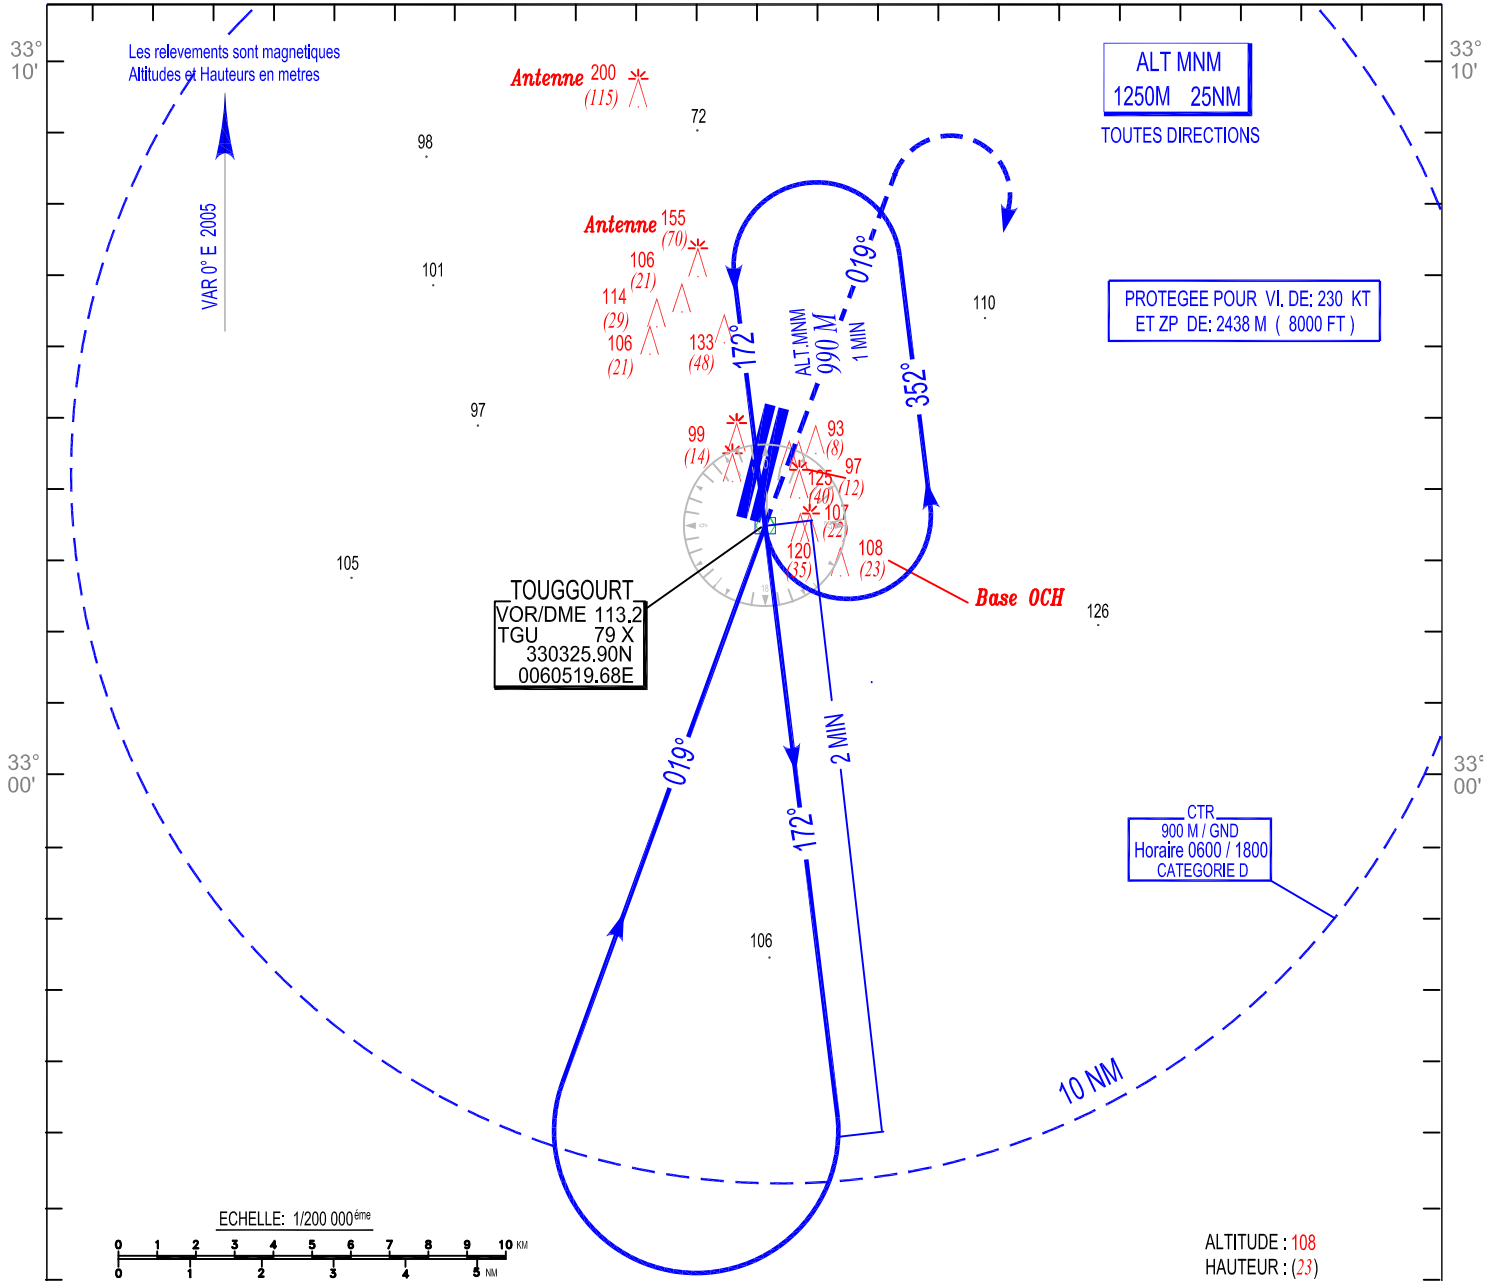 33°
10'
Les relevements sont magnetiques
Altitudes et Hauteurs en metres
VAR 0° E 2005
Antenne 200
(115)
72
98
ALT MNM
1250M 25NM
TOUTES DIRECTIONS
33°
10'
Antenne 155
(70)
106
(21)
101
114
(29)
106
(21)
133
(48)
172°
019°
ALT.MNM
990 M
1 MIN
352°
110
PROTEGEE POUR VI. DE: 230 KT
ET ZP DE: 2438 M ( 8000 FT )
97
99
(14)
93
(8)
97
(12)
125
(40)
107
(22)
120
(35)
108
(23)
18
Base OCH
105
126
TOUGGOURT
VOR/DME 113.2
TGU 79 X
330325.90N
0060519.68E
019°
2 MIN
172°
33°
00'
33°
00'
CTR
900 M / GND
Horaire 0600 / 1800
CATEGORIE D
106
10 NM
ECHELLE: 1/200 000éme
0 1 2 3 4 5 6 7 8 9 10 KM
0 1 2 3 4 5 NM
ALTITUDE : 108
HAUTEUR : (23)